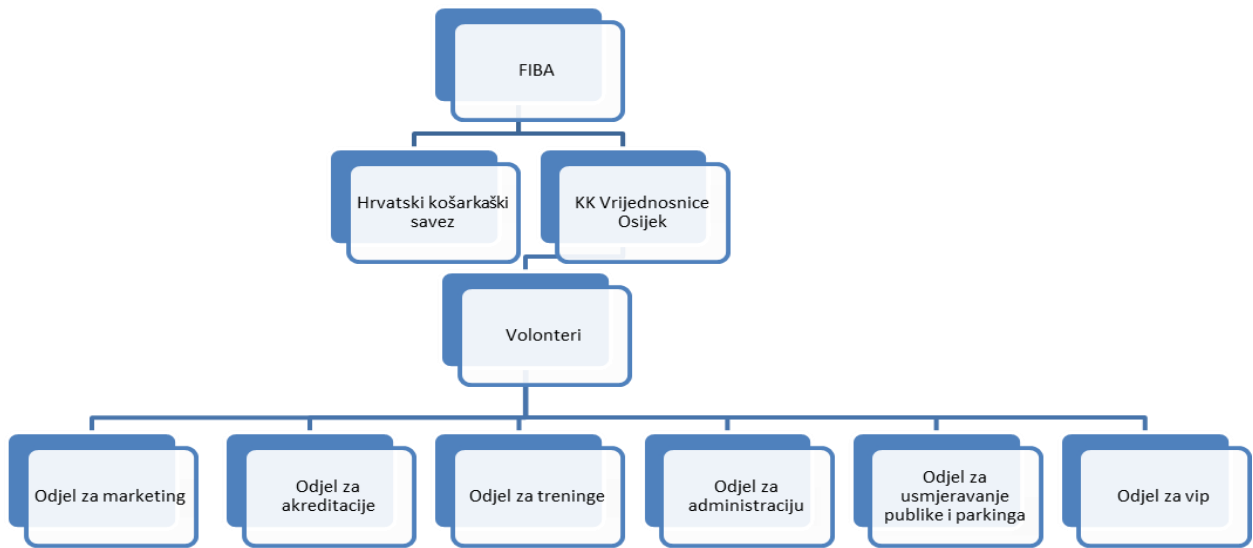 FIBA
Hrvatski košarkaški
savez
KK Vrijednosnice
Osijek
Volonteri
Odjel za marketing
Odjel za
akreditacije
Odjel za treninge
Odjel za
administraciju
Odjel za
usmjeravanje
publike i parkinga
Odjel za vip